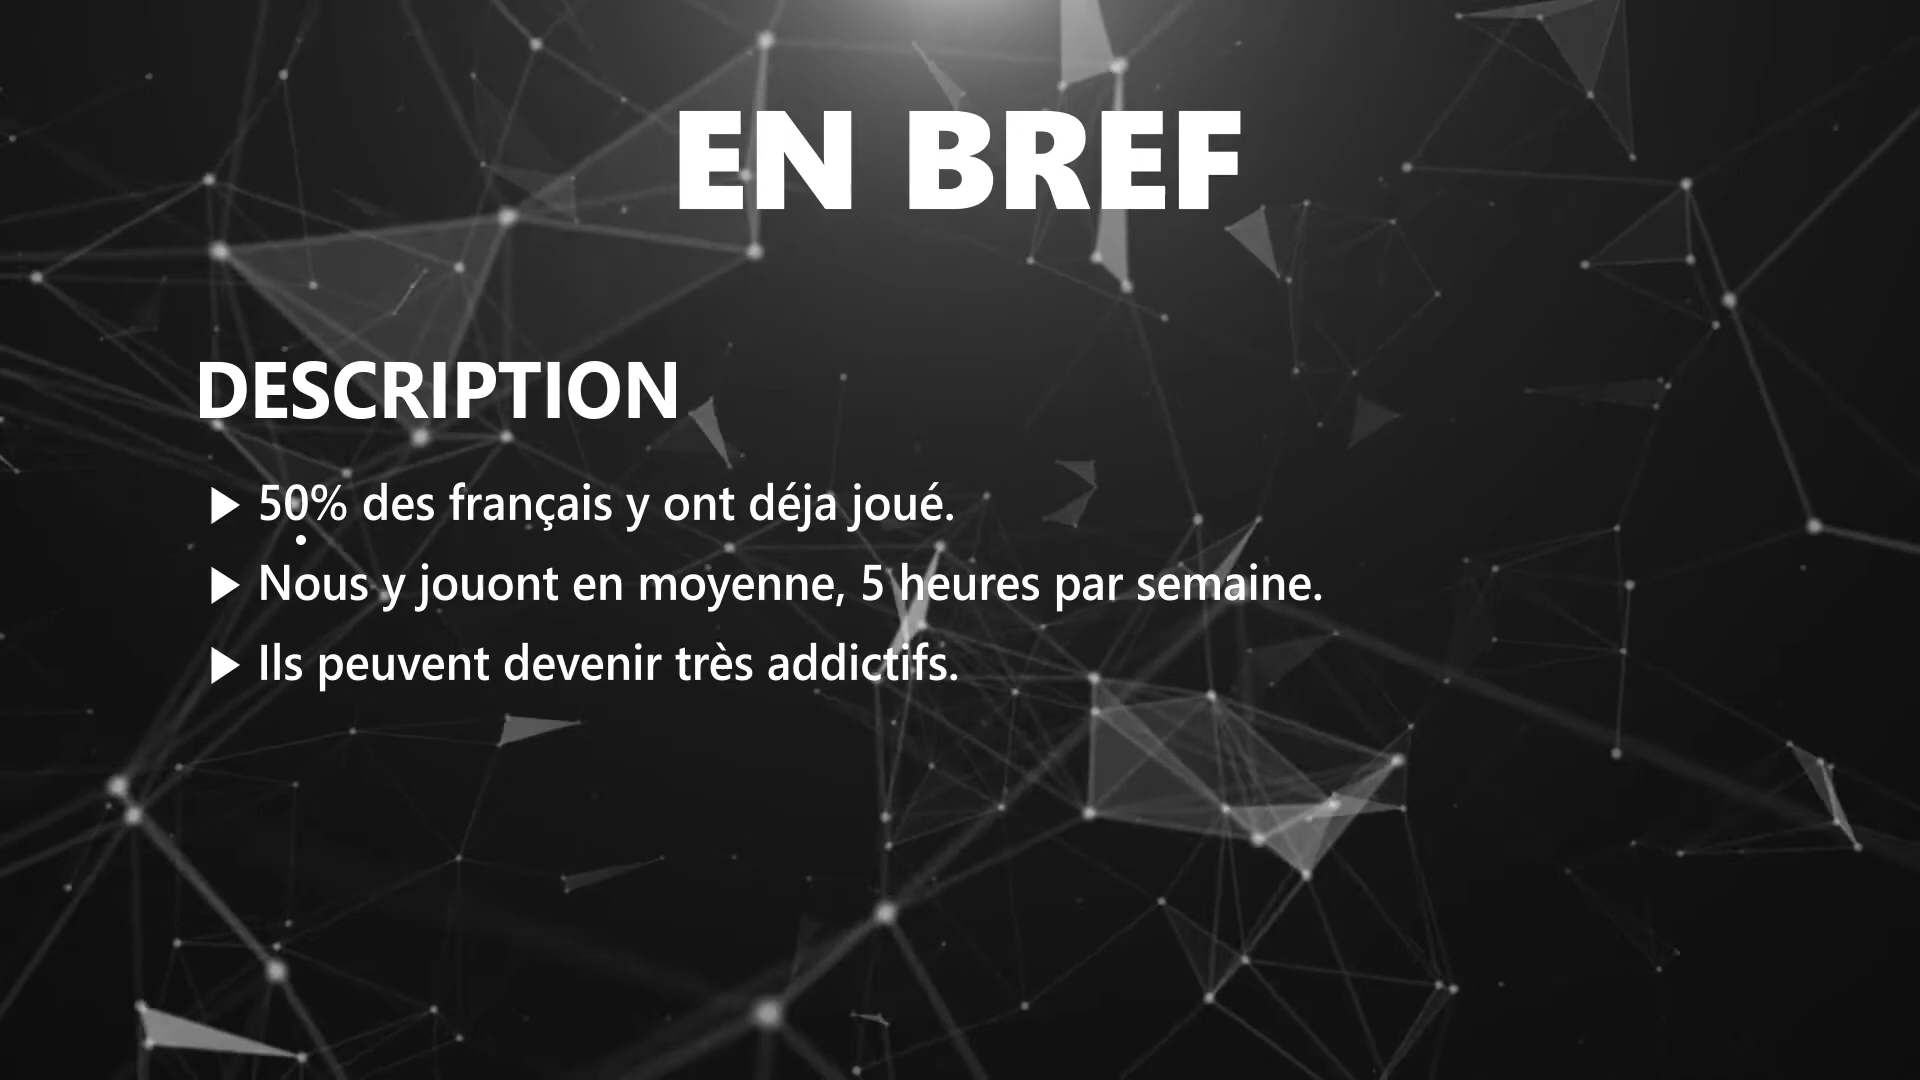 EN BREF
DESCRIPTION
▶ 50% des français y ont déja joué.
▶ Nous y jouont en moyenne, 5 heures par semaine.
▶ Ils peuvent devenir très addictifs.